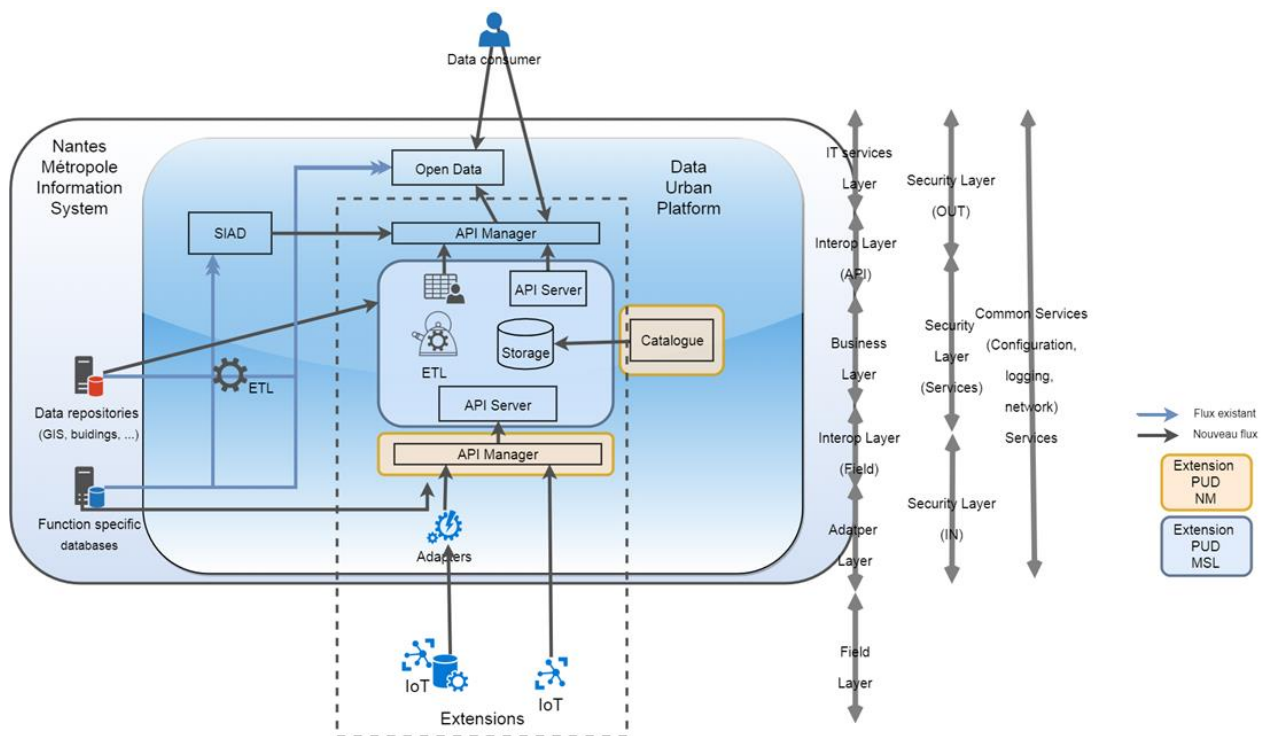 Data consumer
Nantes
Métropole
Information
System
Open Data
Data
Urban
Platform
SIAD
API Manager
API Server
ETL
Storage
Catalogue
API Server
API Manager
ETL
Data repositories
(GIS, buidings, ...)
Function specific
databases
Adapters
IoT
IoT
Extensions
IT services
Layer
Interop Layer
(API)
Business
Layer
Interop Layer
(Field)
Adatper
Layer
Field
Layer
Security Layer
(OUT)
Security
Layer
(Services)
Security Layer
(IN)
Common Services
(Configuration,
logging,
network)
Services
Flux existant
Nouveau flux
Extension
PUD
NM
Extension
PUD
MSL